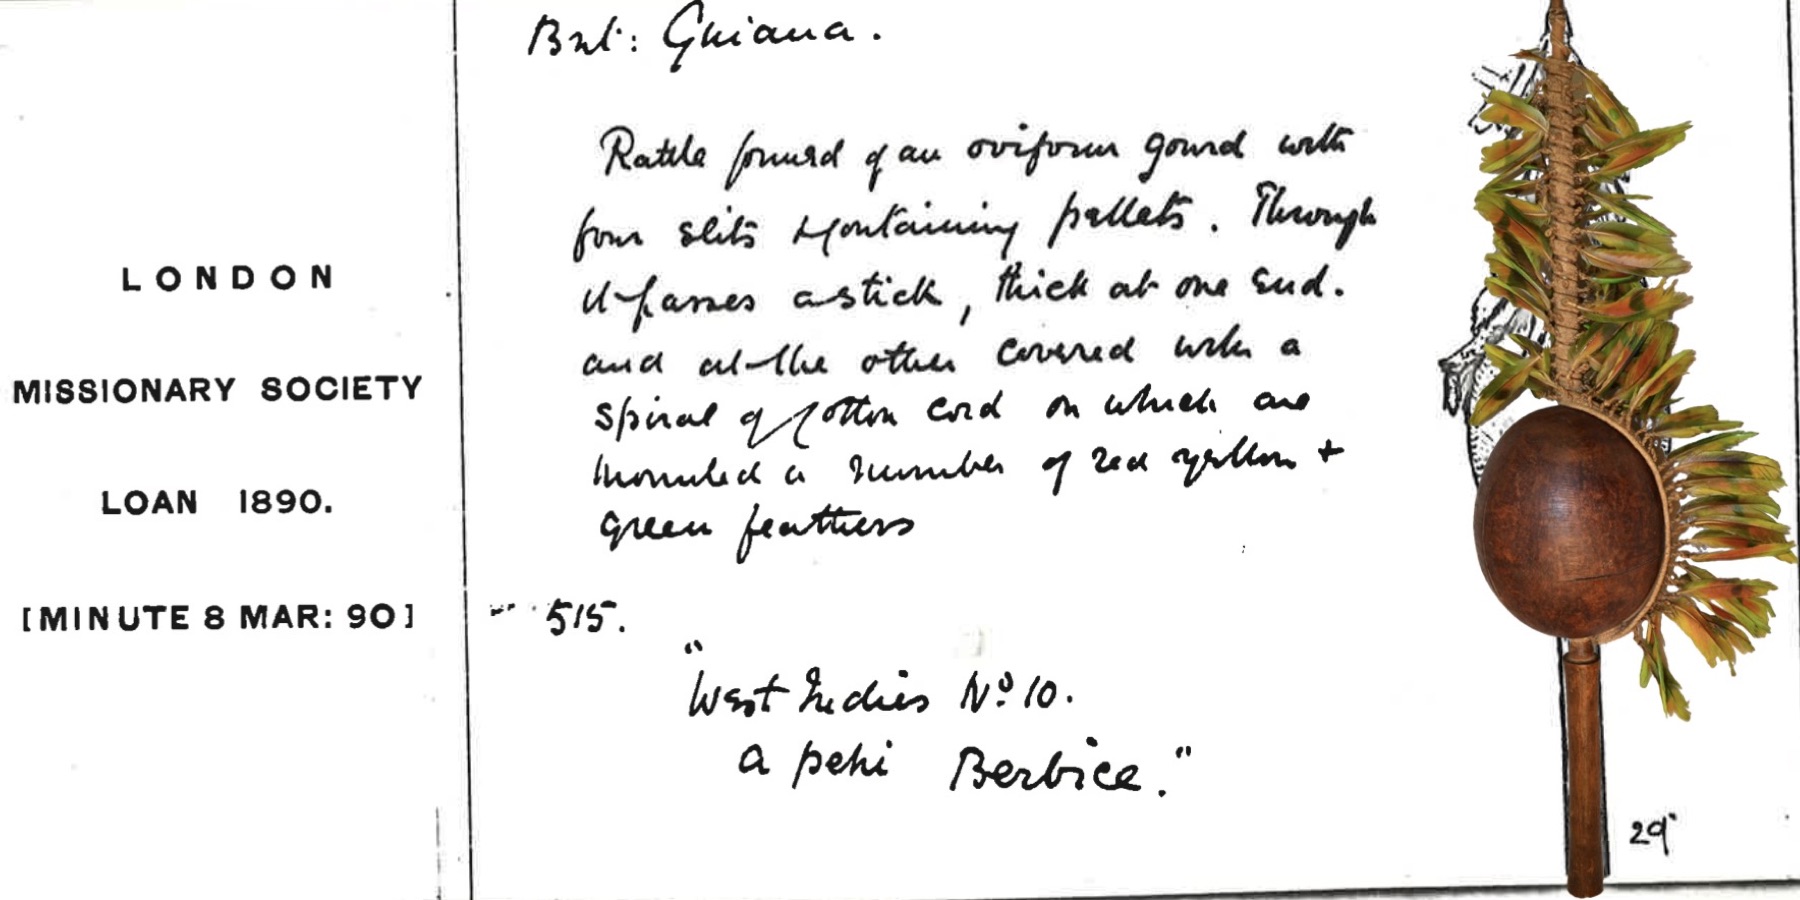 LONDON
MISSIONARY SOCIETY
LOAN 1890.
[MINUTE 8 MAR: 90]
Brit: Guiana.
Rattle formed of an oviform gourd with
four slits & containing pellets. Through
it passes a stick, thick at one end.
and at the other covered with a
spiral of cotton cord on which are
mounted a number of red yellow +
green feathers
515.
"West Indies No. 10.
a peki Berbice."
29"